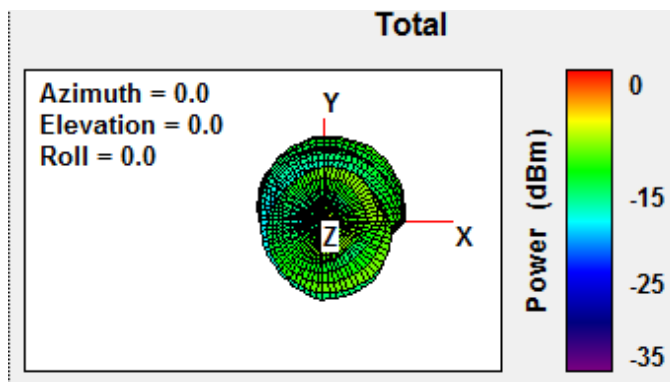 Total
Azimuth = 0.0
Elevation = 0.0
Roll = 0.0
Y
X
Z
Power (dBm)
0
-15
-25
-35